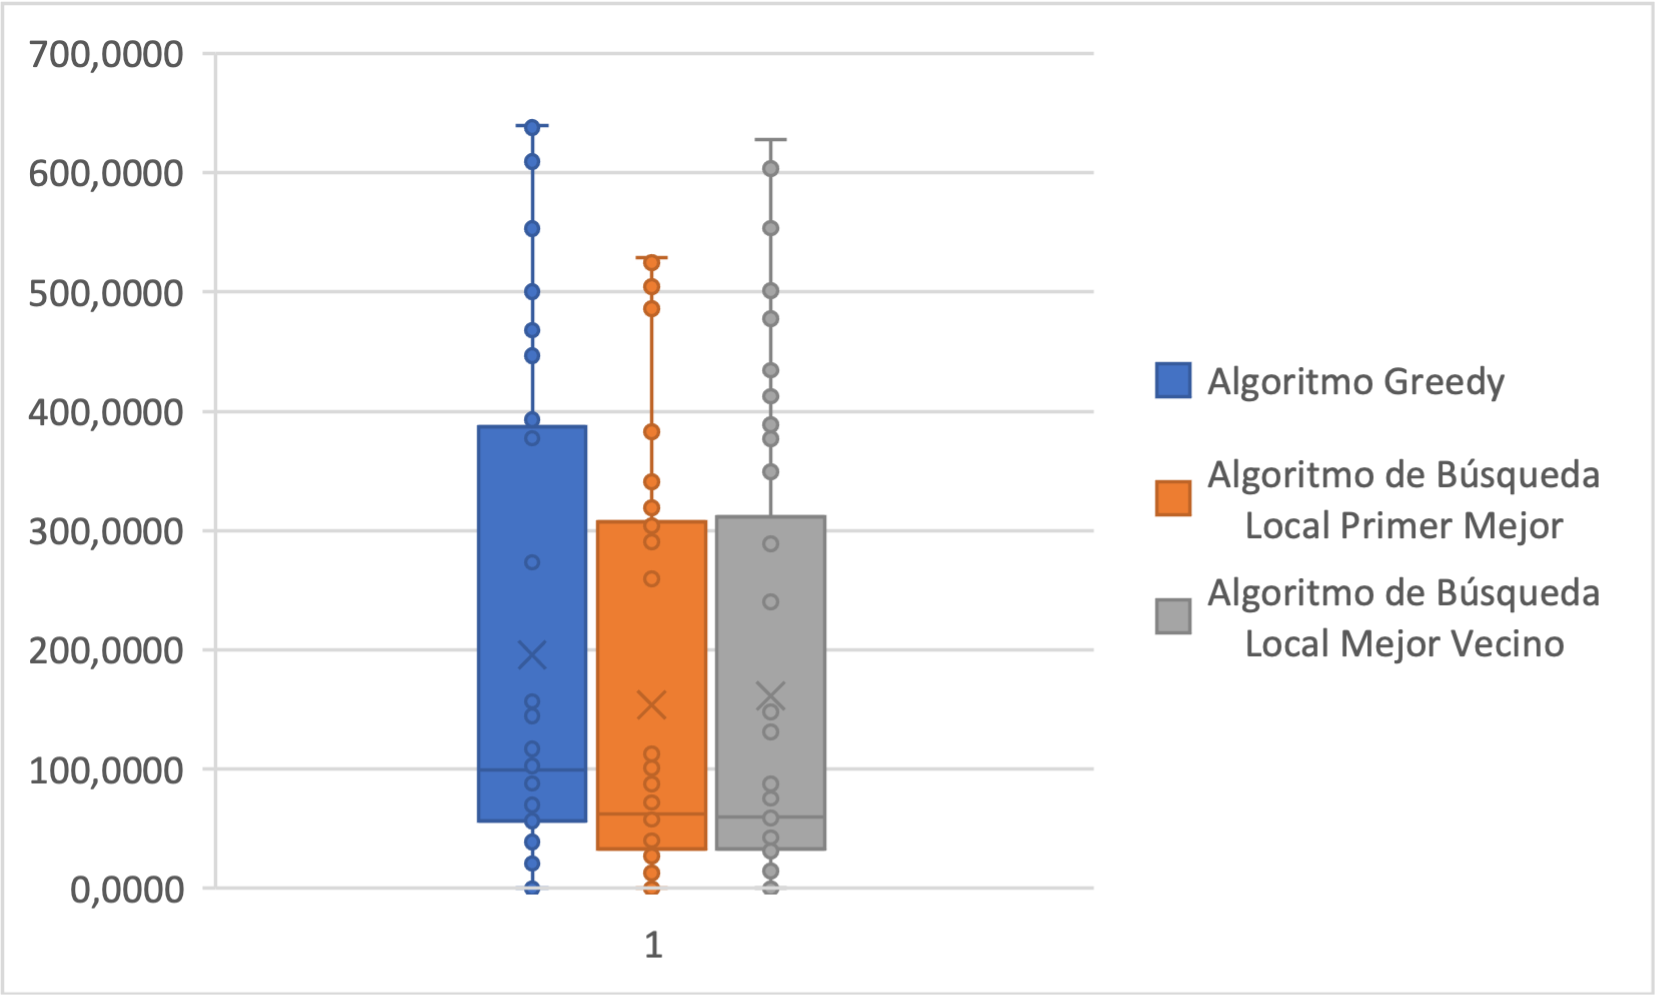 700,0000
600,0000
500,0000
400,0000
300,0000
200,0000
100,0000
0,0000
1
Algoritmo Greedy
Algoritmo de Búsqueda
Local Primer Mejor
Algoritmo de Búsqueda
Local Mejor Vecino